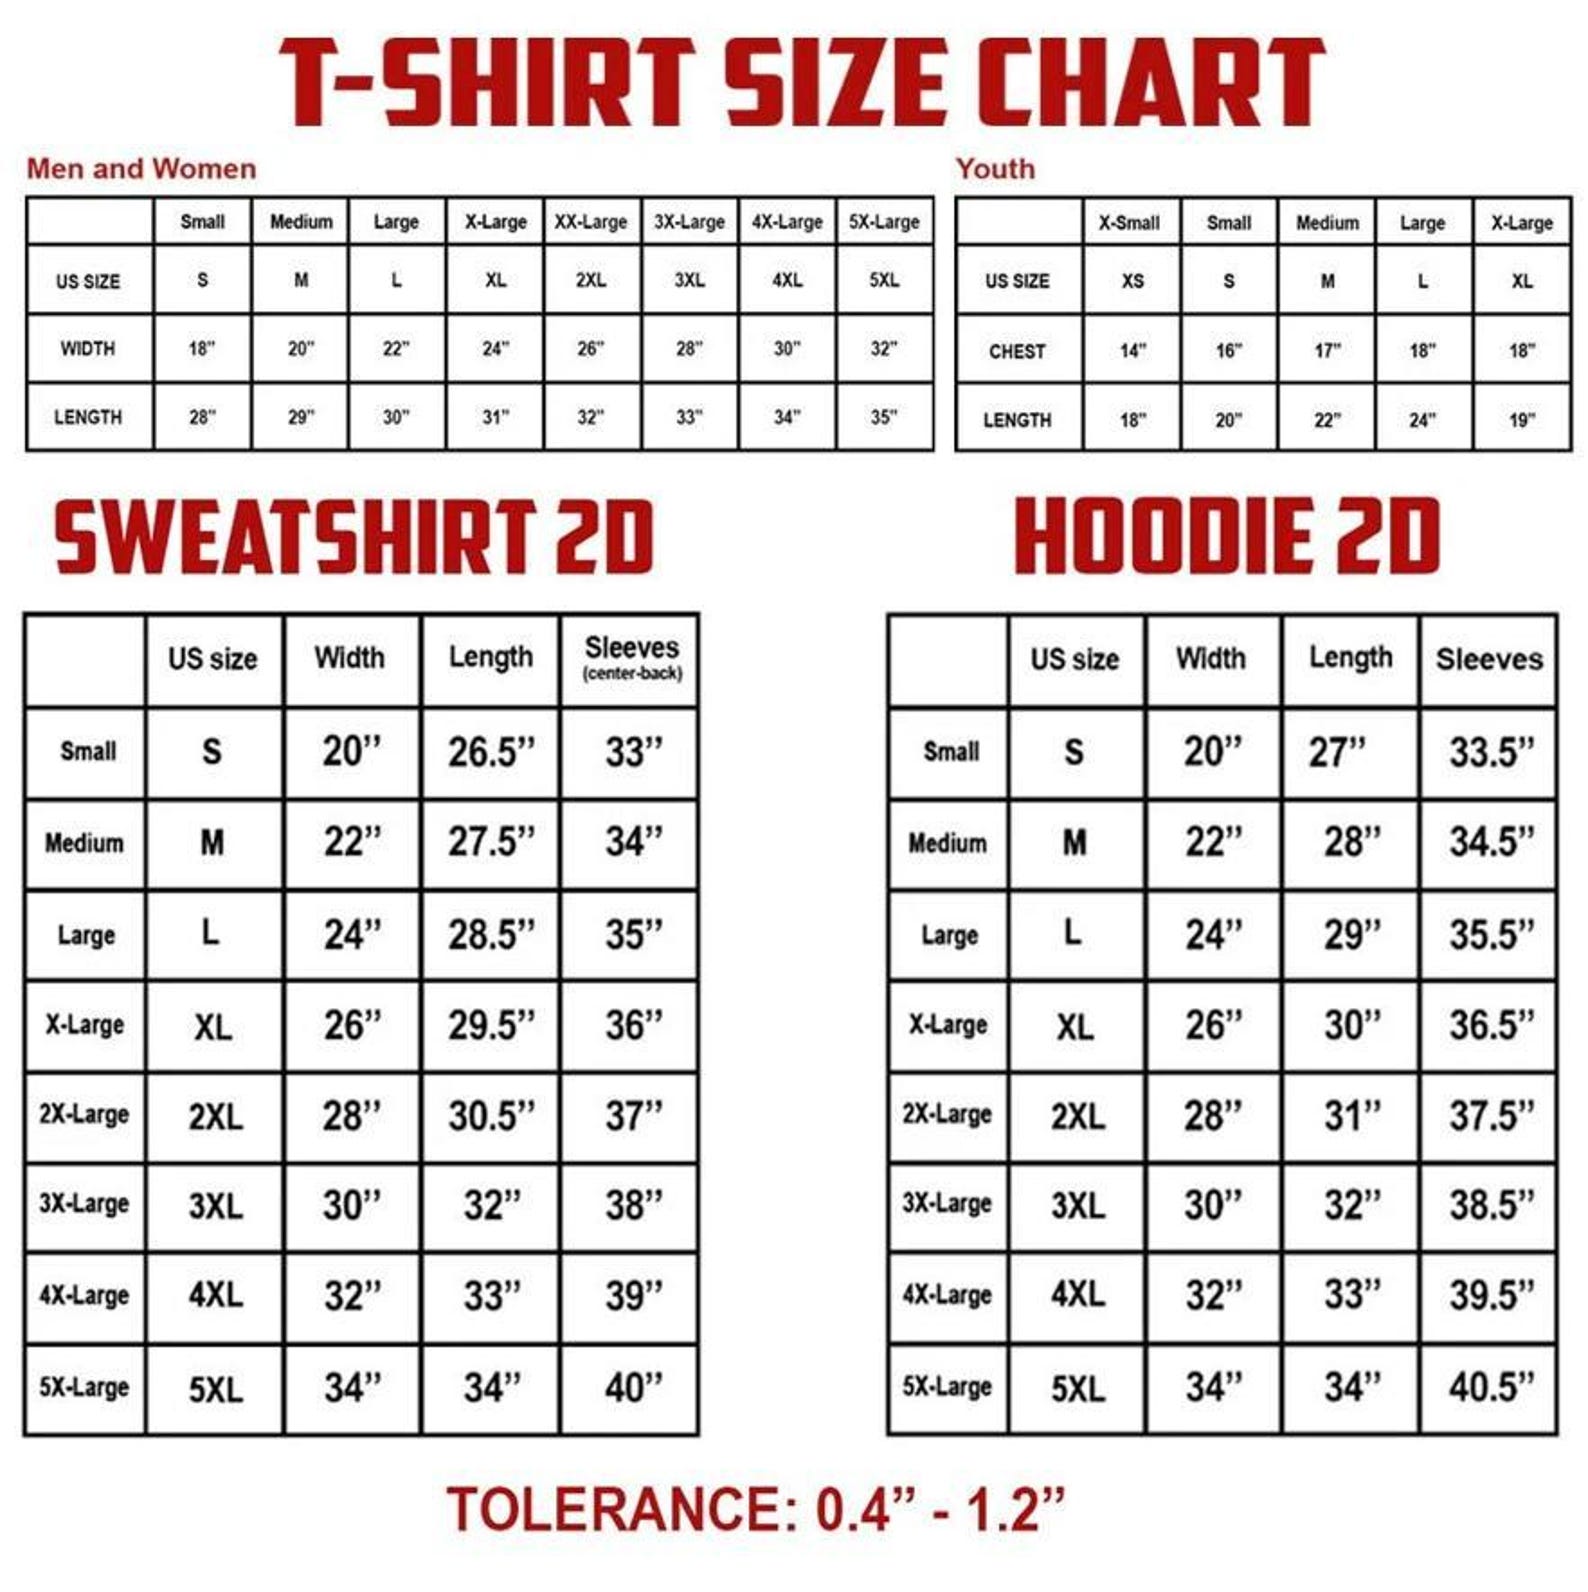 T-SHIRT SIZE CHART
Men and Women
Small Medium Large X-Large XX-Large 3X-Large 4X-Large 5X-Large
US SIZE S M L XL 2XL 3XL 4XL 5XL
WIDTH 18” 20” 22” 24” 26” 28” 30” 32”
LENGTH 28” 29” 30” 31” 32” 33” 34” 35”
Youth
X-Small Small Medium Large X-Large
US SIZE XS S M L XL
CHEST 14” 16” 17” 18” 18”
LENGTH 18” 20” 22” 24” 19”
SWEATSHIRT 2D
US size Width Length Sleeves
(center-back)
Small S 20” 26.5” 33”
Medium M 22” 27.5” 34”
Large L 24” 28.5” 35”
X-Large XL 26” 29.5” 36”
2X-Large 2XL 28” 30.5” 37”
3X-Large 3XL 30” 32” 38”
4X-Large 4XL 32” 33” 39”
5X-Large 5XL 34” 34” 40”
HOODIE 2D
US size Width Length Sleeves
Small S 20” 27” 33.5”
Medium M 22” 28” 34.5”
Large L 24” 29” 35.5”
X-Large XL 26” 30” 36.5”
2X-Large 2XL 28” 31” 37.5”
3X-Large 3XL 30” 32” 38.5”
4X-Large 4XL 32” 33” 39.5”
5X-Large 5XL 34” 34” 40.5”
TOLERANCE: 0.4” - 1.2”